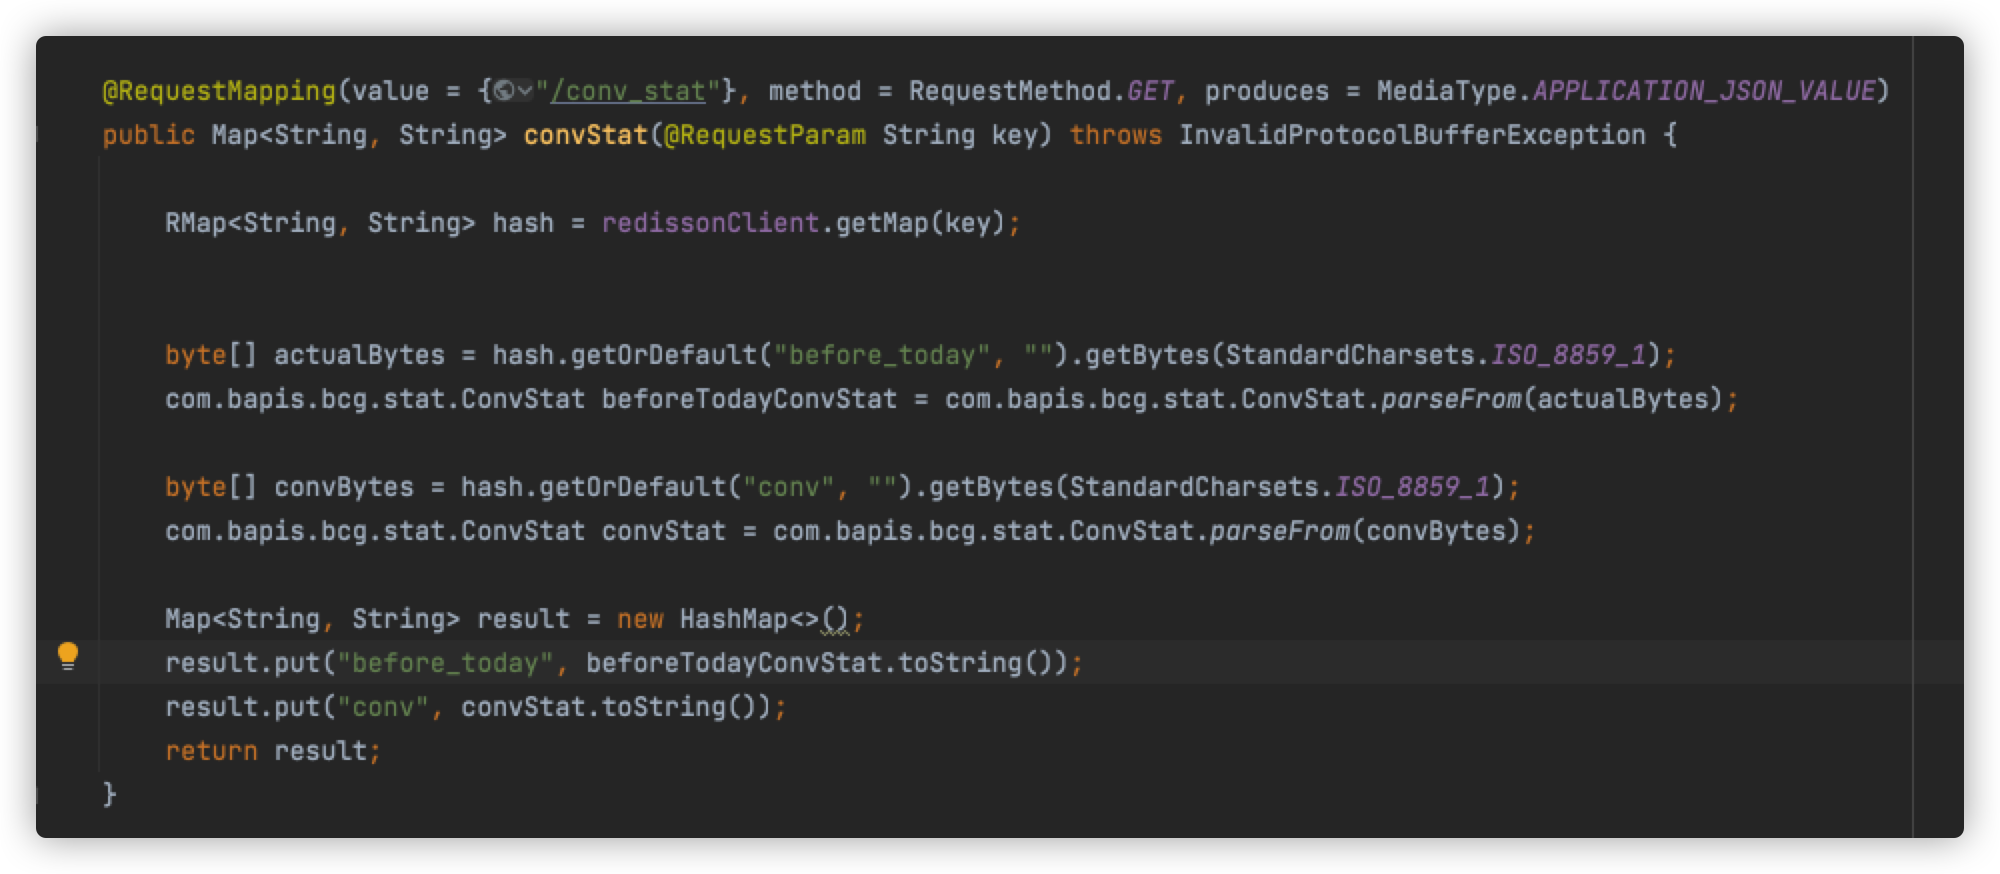 @RequestMapping(value = {"/conv_stat"}, method = RequestMethod.GET, produces = MediaType.APPLICATION_JSON_VALUE)
public Map<String, String> convStat(@RequestParam String key) throws InvalidProtocolBufferException {
RMap<String, String> hash = redissonClient.getMap(key);
byte[] actualBytes = hash.getOrDefault("before_today", "").getBytes(StandardCharsets.ISO_8859_1);
com.bapis.bcg.stat.ConvStat beforeTodayConvStat = com.bapis.bcg.stat.ConvStat.parseFrom(actualBytes);
byte[] convBytes = hash.getOrDefault("conv", "").getBytes(StandardCharsets.ISO_8859_1);
com.bapis.bcg.stat.ConvStat convStat = com.bapis.bcg.stat.ConvStat.parseFrom(convBytes);
Map<String, String> result = new HashMap<>();
result.put("before_today", beforeTodayConvStat.toString());
result.put("conv", convStat.toString());
return result;
}